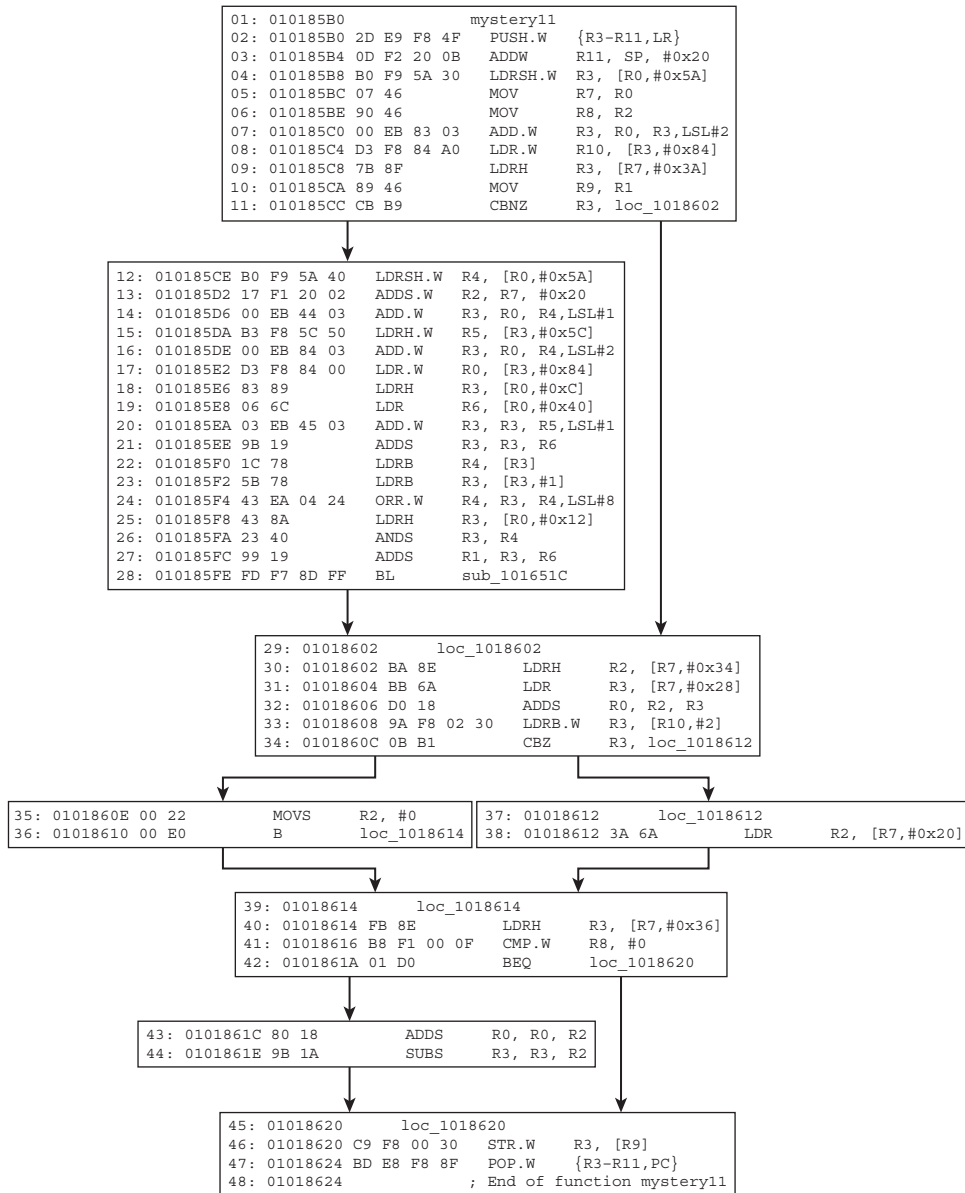 01: 010185B0 mystery11
02: 010185B0 2D E9 F8 4F PUSH.W {R3-R11,LR}
03: 010185B4 0D F2 20 0B ADDW R11, SP, #0x20
04: 010185B8 B0 F9 5A 30 LDRSH.W R3, [R0,#0x5A]
05: 010185BC 07 46 MOV R7, R0
06: 010185BE 90 46 MOV R8, R2
07: 010185C0 00 EB 83 03 ADD.W R3, R0, R3,LSL#2
08: 010185C4 D3 F8 84 A0 LDR.W R10, [R3,#0x84]
09: 010185C8 7B 8F LDRH R3, [R7,#0x3A]
10: 010185CA 89 46 MOV R9, R1
11: 010185CC CB B9 CBNZ R3, loc_1018602
12: 010185CE B0 F9 5A 40 LDRSH.W R4, [R0,#0x5A]
13: 010185D2 17 F1 20 02 ADDS.W R2, R7, #0x20
14: 010185D6 00 EB 44 03 ADD.W R3, R0, R4,LSL#1
15: 010185DA B3 F8 5C 50 LDRH.W R5, [R3,#0x5C]
16: 010185DE 00 EB 84 03 ADD.W R3, R0, R4,LSL#2
17: 010185E2 D3 F8 84 00 LDR.W R0, [R3,#0x84]
18: 010185E6 83 89 LDRH R3, [R0,#0xC]
19: 010185E8 06 6C LDR R6, [R0,#0x40]
20: 010185EA 03 EB 45 03 ADD.W R3, R3, R5,LSL#1
21: 010185EE 9B 19 ADDS R3, R3, R6
22: 010185F0 1C 78 LDRB R4, [R3]
23: 010185F2 5B 78 LDRB R3, [R3,#1]
24: 010185F4 43 EA 04 24 ORR.W R4, R3, R4,LSL#8
25: 010185F8 43 8A LDRH R3, [R0,#0x12]
26: 010185FA 23 40 ANDS R3, R4
27: 010185FC 99 19 ADDS R1, R3, R6
28: 010185FE FD F7 8D FF BL sub_101651C
29: 01018602 loc_1018602
30: 01018602 BA 8E LDRH R2, [R7,#0x34]
31: 01018604 BB 6A LDR R3, [R7,#0x28]
32: 01018606 D0 18 ADDS R0, R2, R3
33: 01018608 9A F8 02 30 LDRB.W R3, [R10,#2]
34: 0101860C 0B B1 CBZ R3, loc_1018612
35: 0101860E 00 22 MOVS R2, #0
36: 01018610 00 E0 B loc_1018614
37: 01018612 loc_1018612
38: 01018612 3A 6A LDR R2, [R7,#0x20]
39: 01018614 loc_1018614
40: 01018614 FB 8E LDRH R3, [R7,#0x36]
41: 01018616 B8 F1 00 0F CMP.W R8, #0
42: 0101861A 01 D0 BEQ loc_1018620
43: 0101861C 80 18 ADDS R0, R0, R2
44: 0101861E 9B 1A SUBS R3, R3, R2
45: 01018620 loc_1018620
46: 01018620 C9 F8 00 30 STR.W R3, [R9]
47: 01018624 BD E8 F8 8F POP.W {R3-R11,PC}
48: 01018624 ; End of function mystery11